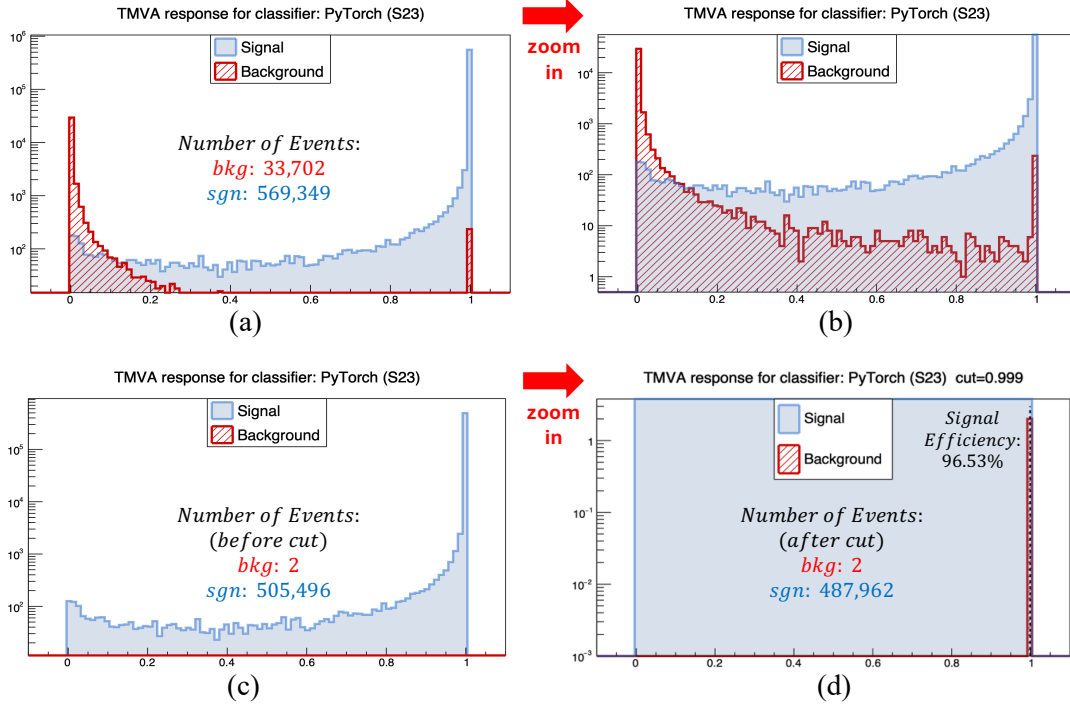 TMVA response for classifier: PyTorch (S23)
10⁶
10⁵
10⁴
10³
10²
Signal
Background
Number of Events:
bkg: 33,702
sgn: 569,349
0 0.2 0.4 0.6 0.8 1
(a)
zoom
in
TMVA response for classifier: PyTorch (S23)
10⁴
10³
10²
10
1
Signal
Background
0 0.2 0.4 0.6 0.8 1
(b)
TMVA response for classifier: PyTorch (S23)
10⁵
10⁴
10³
10²
Signal
Background
Number of Events:
(before cut)
bkg: 2
sgn: 505,496
0 0.2 0.4 0.6 0.8 1
(c)
zoom
in
TMVA response for classifier: PyTorch (S23) cut=0.999
1
10⁻¹
10⁻²
10⁻³
Signal
Background
Signal
Efficiency:
96.53%
Number of Events:
(after cut)
bkg: 2
sgn: 487,962
0 0.2 0.4 0.6 0.8 1
(d)